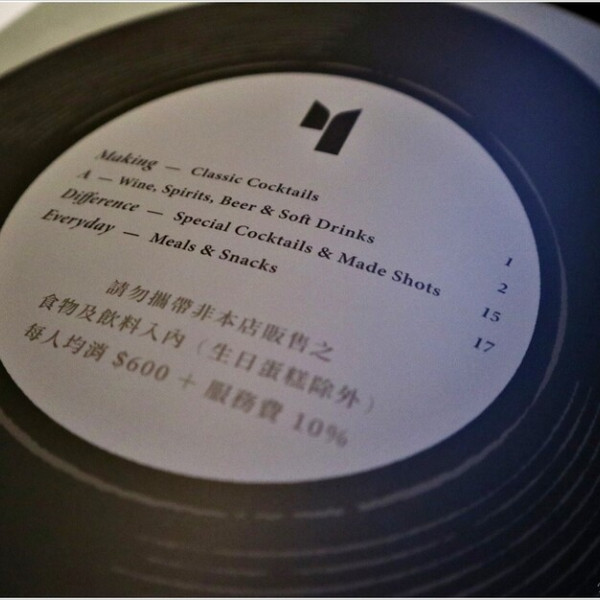 Making — Classic Cocktails 1
A — Wine, Spirits, Beer & Soft Drinks 2
Difference — Special Cocktails & Made Shots 15
Everyday — Meals & Snacks 17
請勿攜帶非本店販售之
食物及飲料入內（生日蛋糕除外）
每人均消 $600 + 服務費 10%